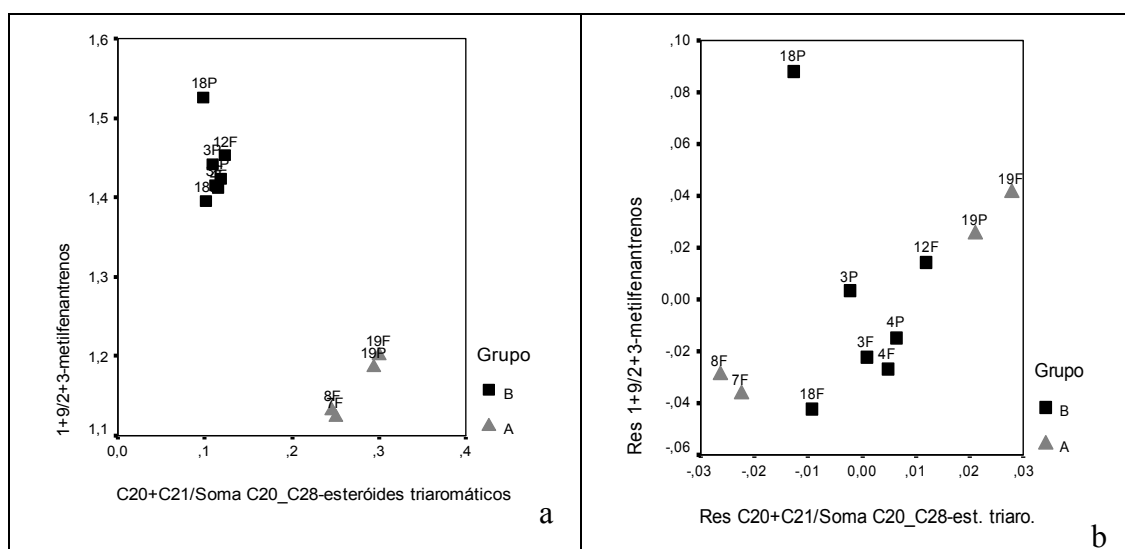 1,6
1,5
1,4
1,3
1,2
1,1
1+9/2+3-metilfenantrenos
18P
12F
3P
18
19F
19P
8F
7F
Grupo
B
A
0,0 ,1 ,2 ,3 ,4
C20+C21/Soma C20_C28-esteróides triaromáticos
a
,10
,08
,06
,04
,02
0,00
-,02
-,04
-,06
Res 1+9/2+3-metilfenantrenos
18P
19F
19P
12F
3P
4P
3F
4F
8F
7F
18F
Grupo
B
A
-,03 -,02 -,01 0,00 ,01 ,02 ,03
Res C20+C21/Soma C20_C28-est. triaro.
b